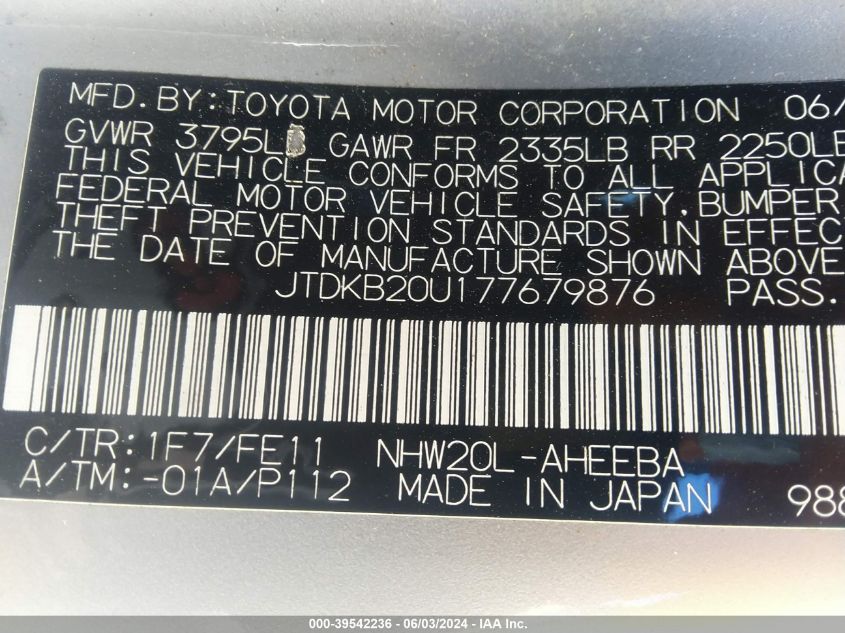 MFD. BY: TOYOTA MOTOR CORPORATION 06/
GVWR 3795L GAWR FR 2335LB RR 2250LB
THIS VEHICLE CONFORMS TO ALL APPLICA
FEDERAL MOTOR VEHICLE SAFETY, BUMPER
THEFT PREVENTION STANDARDS IN EFFEC
THE DATE OF MANUFACTURE SHOWN ABOVE
JTDKB20U177679876 PASS.
C/TR: 1F7/FE11 NHW20L-AHEEBA
A/TM: -01A/P112 MADE IN JAPAN 988
000-39542236 - 06/03/2024 - IAA Inc.